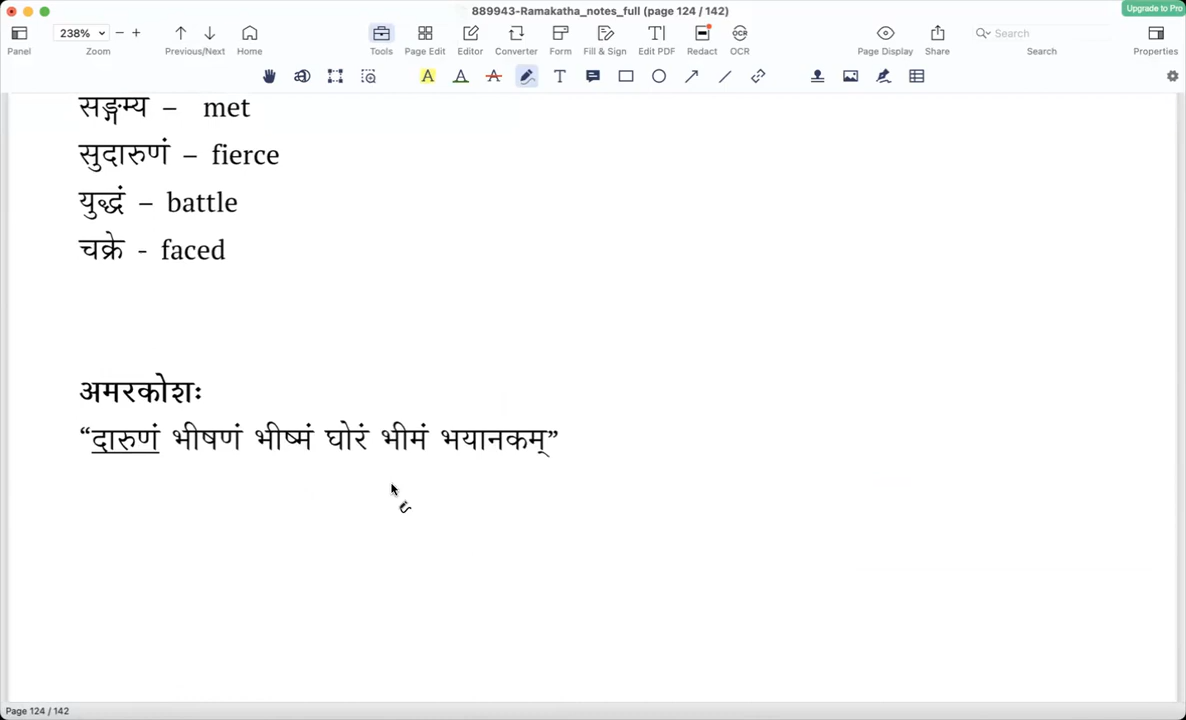 889943-Ramakatha_notes_full (page 124 / 142)
Upgrade to Pro
238%
Search
Panel Zoom Previous/Next Home Tools Page Edit Editor Converter Form Fill & Sign Edit PDF Redact OCR Page Display Share Search Properties
सङ्गम्य – met
सुदारुणं – fierce
युद्धं – battle
चक्रे - faced
अमरकोशः
“दारुणं भीषणं भीष्मं घोरं भीमं भयानकम्”
Page 124 / 142